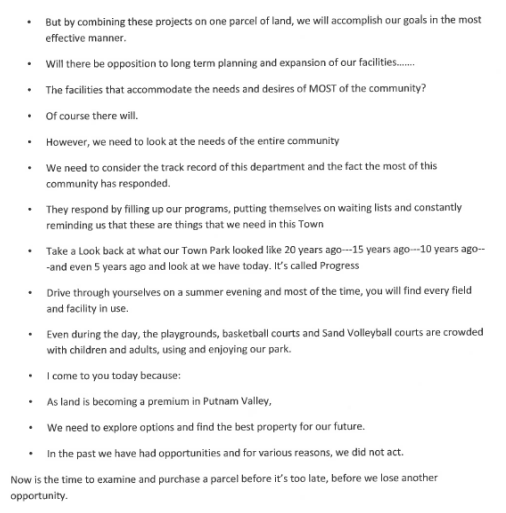 • But by combining these projects on one parcel of land, we will accomplish our goals in the most
effective manner.
• Will there be opposition to long term planning and expansion of our facilities.......
• The facilities that accommodate the needs and desires of MOST of the community?
• Of course there will.
• However, we need to look at the needs of the entire community
• We need to consider the track record of this department and the fact the most of this
community has responded.
• They respond by filling up our programs, putting themselves on waiting lists and constantly
reminding us that these are things that we need in this Town
• Take a Look back at what our Town Park looked like 20 years ago---15 years ago---10 years ago--
-and even 5 years ago and look at we have today. It's called Progress
• Drive through yourselves on a summer evening and most of the time, you will find every field
and facility in use.
• Even during the day, the playgrounds, basketball courts and Sand Volleyball courts are crowded
with children and adults, using and enjoying our park.
• I come to you today because:
• As land is becoming a premium in Putnam Valley,
• We need to explore options and find the best property for our future.
• In the past we have had opportunities and for various reasons, we did not act.
Now is the time to examine and purchase a parcel before it's too late, before we lose another
opportunity.